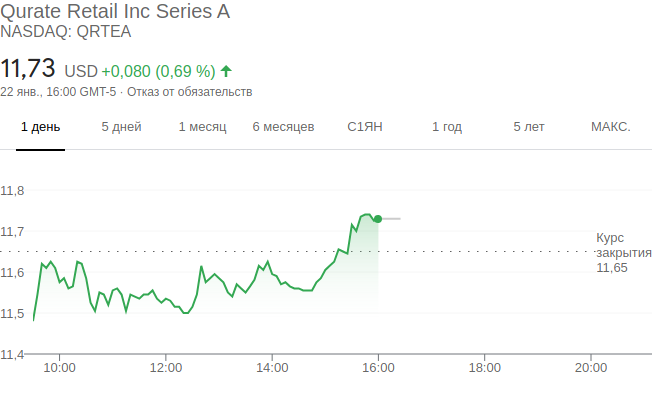 Qurate Retail Inc Series A
NASDAQ: QRTEA
11,73 USD +0,080 (0,69 %)
22 янв., 16:00 GMT-5 · Отказ от обязательств
1 день 5 дней 1 месяц 6 месяцев С1ЯН 1 год 5 лет МАКС.
11,8
11,7
Курс
закрытия
11,65
11,6
11,5
11,4
10:00 12:00 14:00 16:00 18:00 20:00